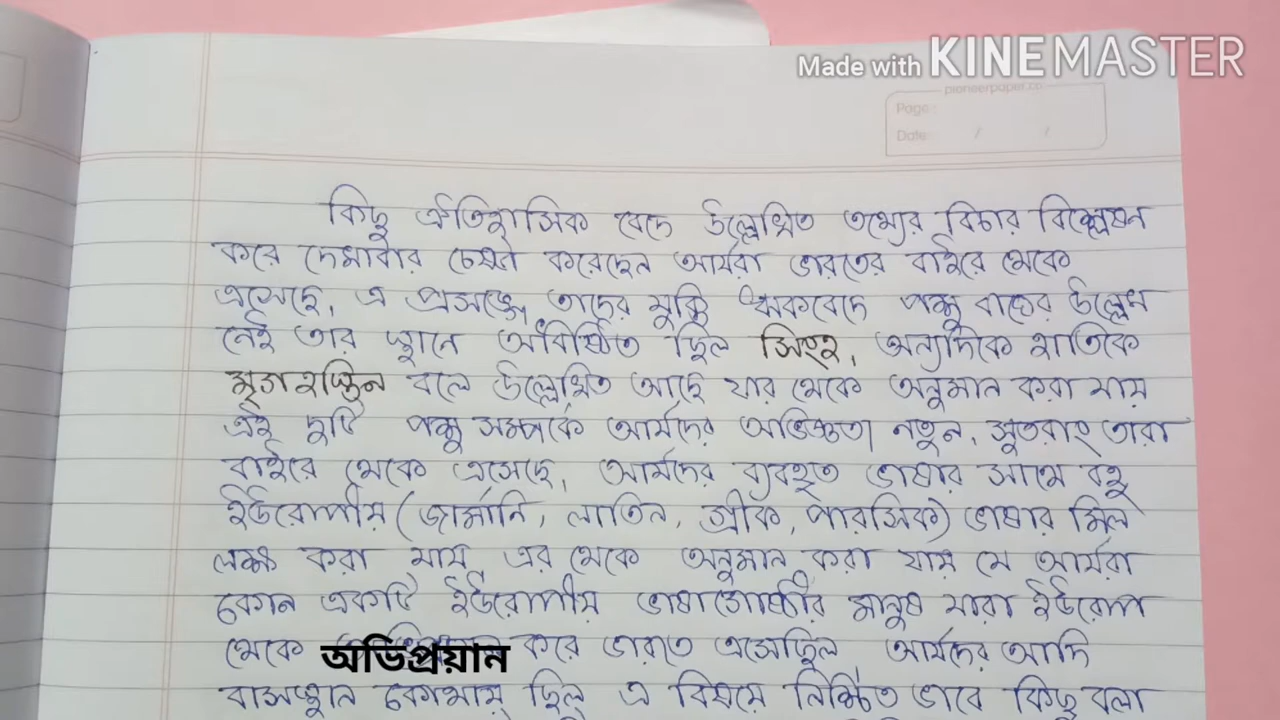 Made with KINEMASTER
pioneerpaper.co
Page
Date / /
কিছু ঐতিহাসিক বেদে উল্লেখিত তথ্যের বিচার বিশ্লেষন
করে দেখাবার চেষ্টা করেছেন আর্যরা ভারতের বাইরে থেকে
এসেছে, এ প্রসঙ্গে তাদের যুক্তি ঋকবেদে পশু বাঘের উল্লেখ
নেই তার স্থানে অধিষ্ঠিত ছিল সিংহ, অন্যদিকে হাতিকে
মৃগহস্তিন বলে উল্লেখিত আছে যার থেকে অনুমান করা যায়
এই দুটি পশু সম্পর্কে আর্যদের অভিজ্ঞতা নতুন, সুতরাং তারা
বাইরে থেকে এসেছে, আর্যদের ব্যবহৃত ভাষার সাথে বহু
ইউরোপীয় (জার্মানি, লাতিন, গ্রীক, পারসিক) ভাষার মিল
লক্ষ করা যায় এর থেকে অনুমান করা যায় যে আর্যরা
কোন একটি ইউরোপীয় ভাষাগোষ্ঠীর মানুষ যারা ইউরোপ
থেকে অভিপ্রয়ান করে ভারতে এসেছিল আর্যদের আদি
বাসস্থান কোথায় ছিল এ বিষয়ে নিশ্চিত ভাবে কিছু বলা